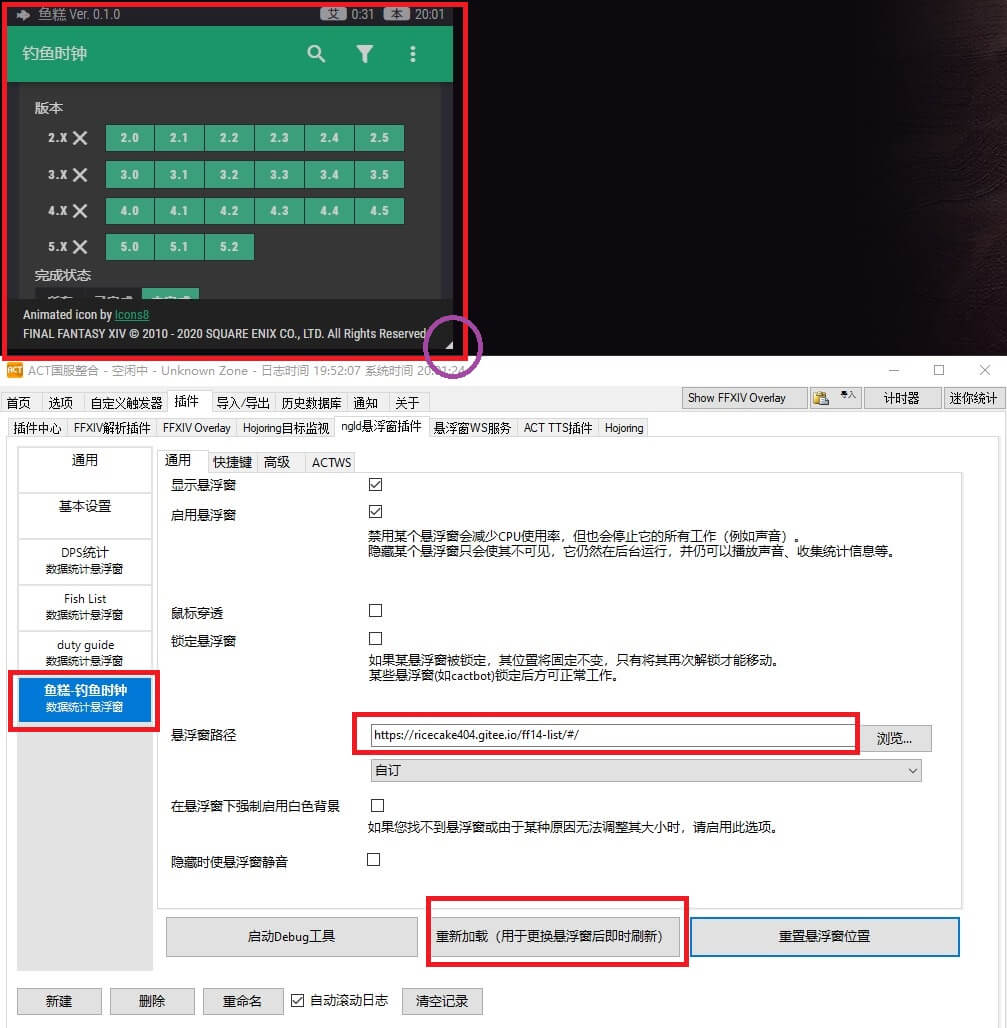 鱼糕 Ver. 0.1.0 艾 0:31 本 20:01
钓鱼时钟
版本
2.X 2.0 2.1 2.2 2.3 2.4 2.5
3.X 3.0 3.1 3.2 3.3 3.4 3.5
4.X 4.0 4.1 4.2 4.3 4.4 4.5
5.X 5.0 5.1 5.2
完成状态
Animated icon by Icons8
FINAL FANTASY XIV © 2010 - 2020 SQUARE ENIX CO., LTD. All Rights Reserved
ACT ACT国服整合 - 空闲中 - Unknown Zone - 日志时间 19:52:07 系统时间 20:01:24
首页 选项 自定义触发器 插件 导入/导出 历史数据库 通知 关于 Show FFXIV Overlay 导入 计时器 迷你统计
插件中心 FFXIV解析插件 FFXIV Overlay Hojoring目标监视 ngld悬浮窗插件 悬浮窗WS服务 ACT TTS插件 Hojoring
通用 通用 快捷键 高级 ACTWS
显示悬浮窗
基本设置
启用悬浮窗
禁用某个悬浮窗会减少CPU使用率，但也会停止它的所有工作（例如声音）。
隐藏某个悬浮窗只会使其不可见，它仍然在后台运行，并仍可以播放声音、收集统计信息等。
DPS统计
数据统计悬浮窗
Fish List
数据统计悬浮窗
鼠标穿透
锁定悬浮窗
duty guide
数据统计悬浮窗
如果某悬浮窗被锁定，其位置将固定不变，只有将其再次解锁才能移动。
某些悬浮窗(如cactbot)锁定后方可正常工作。
鱼糕-钓鱼时钟
数据统计悬浮窗
悬浮窗路径 https://ricecake404.gitee.io/ff14-list/#/ 浏览...
自订
在悬浮窗下强制启用白色背景
如果您找不到悬浮窗或由于某种原因无法调整其大小时，请启用此选项。
隐藏时使悬浮窗静音
启动Debug工具 重新加载（用于更换悬浮窗后即时刷新） 重置悬浮窗位置
新建 删除 重命名 自动滚动日志 清空记录